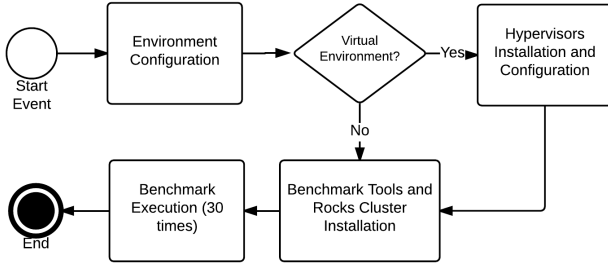 Start
Event
Environment
Configuration
Virtual
Environment?
Yes
Hypervisors
Installation and
Configuration
No
Benchmark Tools and
Rocks Cluster
Installation
Benchmark
Execution (30
times)
End